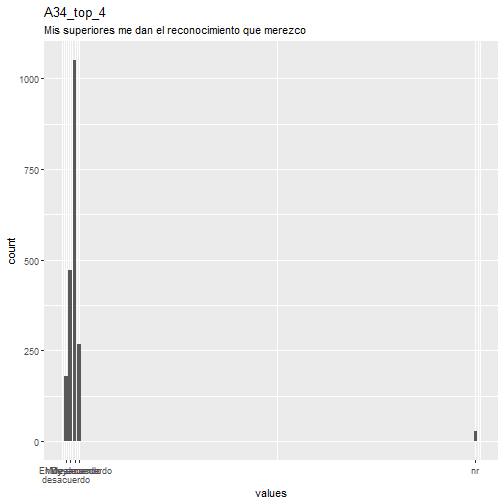 A34_top_4
Mis superiores me dan el reconocimiento que merezco
count
1000
750
500
250
0
desacuerdo
nr
values